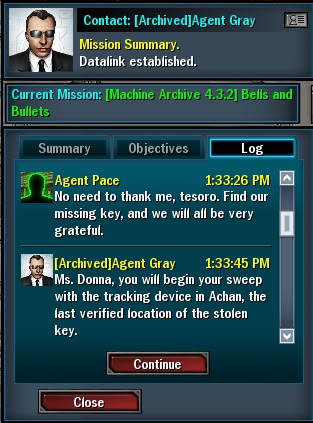 Contact: [Archived]Agent Gray
Mission Summary.
Datalink established.
Current Mission: [Machine Archive 4.3.2] Bells and
Bullets
Summary
Objectives
Log
Agent Pace 1:33:26 PM
No need to thank me, tesoro. Find our
missing key, and we will all be very
grateful.
[Archived]Agent Gray 1:33:45 PM
Ms. Donna, you will begin your sweep
with the tracking device in Achan, the
last verified location of the stolen
key.
Continue
Close